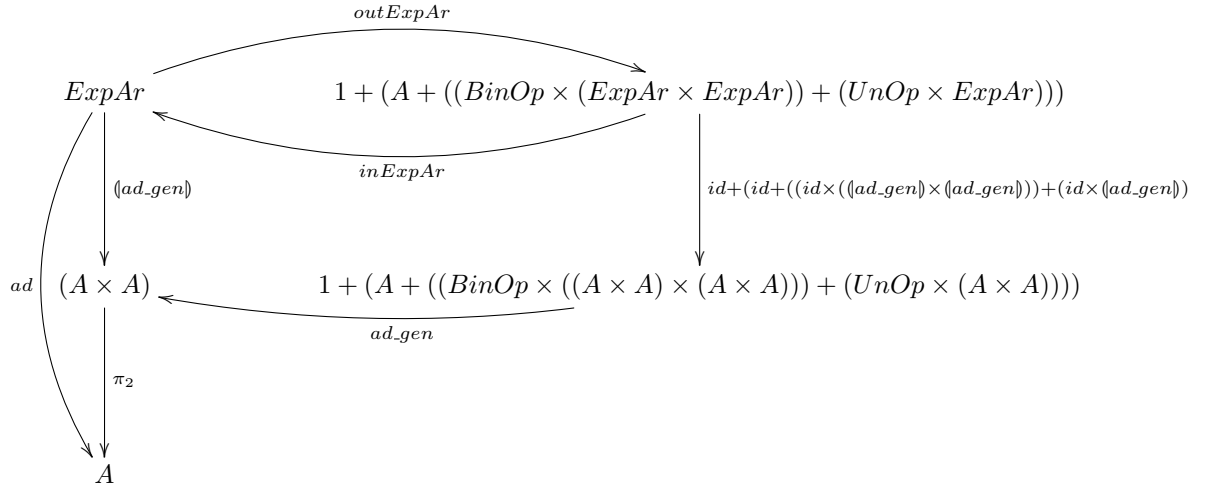 outExpAr
ExpAr 1 + (A + ((BinOp × (ExpAr × ExpAr)) + (UnOp × ExpAr)))
inExpAr
⦇ad_gen⦈ id+(id+((id×(⦇ad_gen⦈×⦇ad_gen⦈)))+(id×⦇ad_gen⦈))
ad (A × A) 1 + (A + ((BinOp × ((A × A) × (A × A))) + (UnOp × (A × A))))
ad_gen
π₂
A